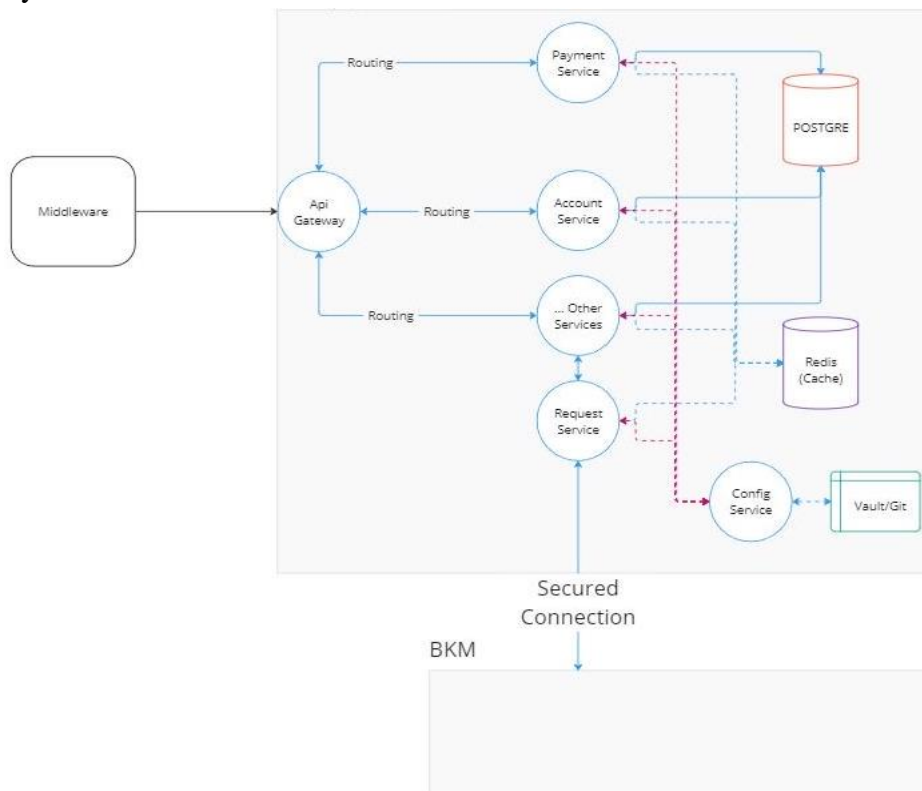 Payment
Service
Routing
POSTGRE
Middleware
Api
Gateway
Routing
Account
Service
Routing
... Other
Services
Redis
(Cache)
Request
Service
Config
Service
Vault/Git
Secured
Connection
BKM